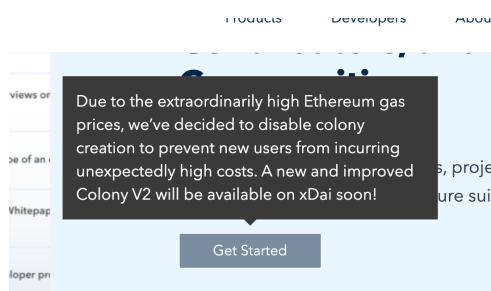 Products Developers
views or
Due to the extraordinarily high Ethereum gas
prices, we've decided to disable colony
creation to prevent new users from incurring
unexpectedly high costs. A new and improved
Colony V2 will be available on xDai soon!
Get Started